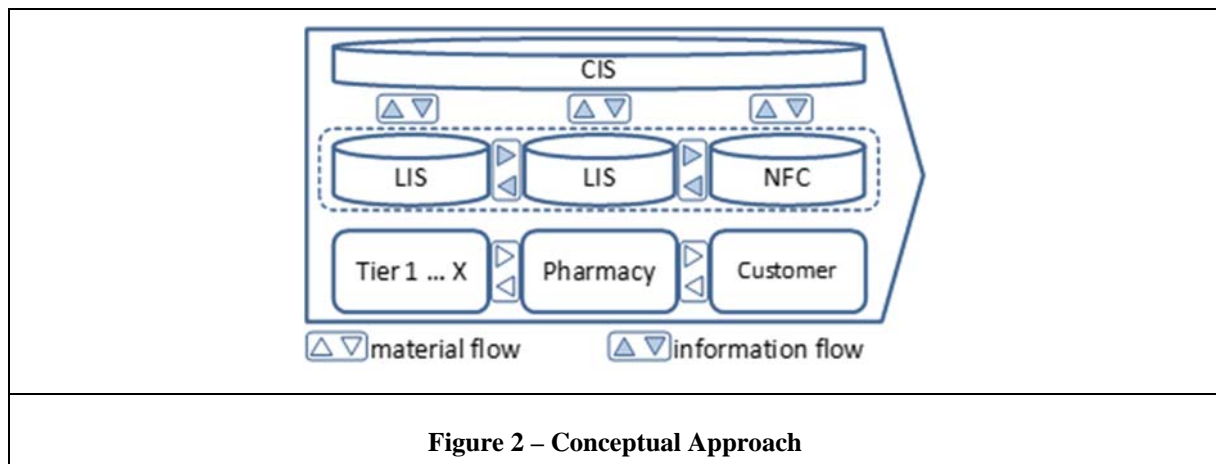 CIS
LIS LIS NFC
Tier 1 ... X Pharmacy Customer
material flow information flow
Figure 2 – Conceptual Approach